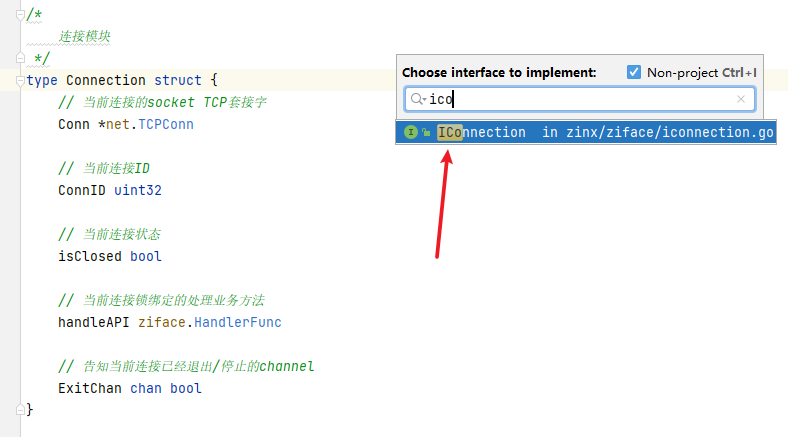 /*
连接模块
*/
type Connection struct {
// 当前连接的socket TCP套接字
Conn *net.TCPConn
// 当前连接ID
ConnID uint32
// 当前连接状态
isClosed bool
// 当前连接锁绑定的处理业务方法
handleAPI ziface.HandlerFunc
// 告知当前连接已经退出/停止的channel
ExitChan chan bool
}
Choose interface to implement: Non-project Ctrl+I
ico
I IConnection in zinx/ziface/iconnection.go